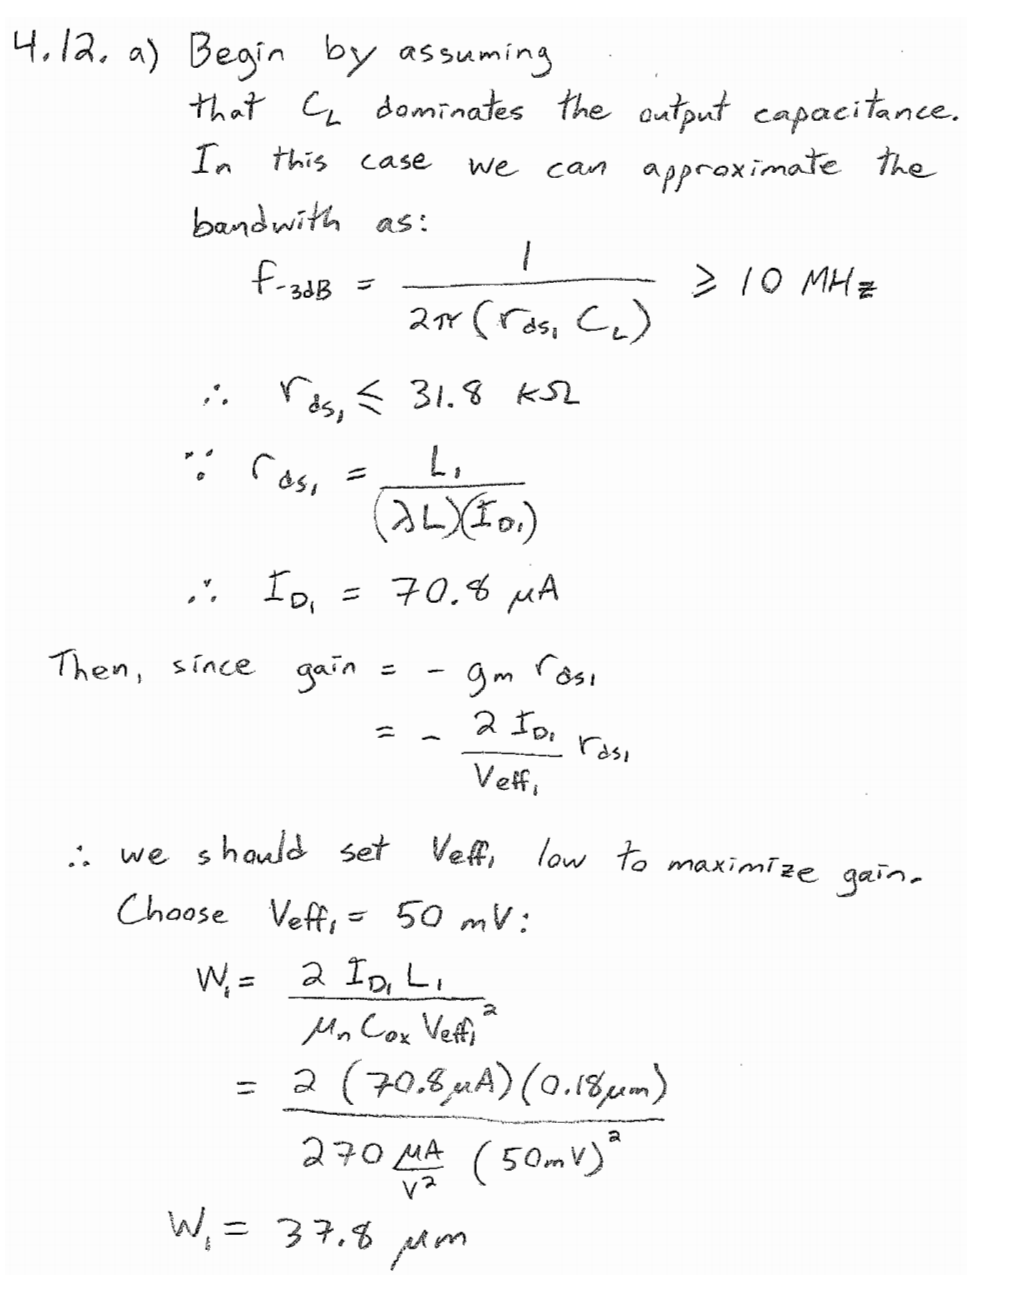 4.12. a) Begin by assuming
that C_L dominates the output capacitance.
In this case we can approximate the
bandwith as:
f_-3dB = 1 / 2π(r_ds1 C_L) ≥ 10 MHz
∴ r_ds1 ≤ 31.8 kΩ
∵ r_ds1 = L_1 / (λL)(I_D1)
∴ I_D1 = 70.8 μA
Then, since gain = - g_m r_ds1
= - 2 I_D1 / V_eff1 r_ds1
∴ we should set V_eff1 low to maximize gain.
Choose V_eff1 = 50 mV:
W_1 = 2 I_D1 L_1 / μ_n C_ox V_eff1^2
= 2 (70.8μA)(0.18μm) / 270 μA/V^2 (50mV)^2
W_1 = 37.8 μm